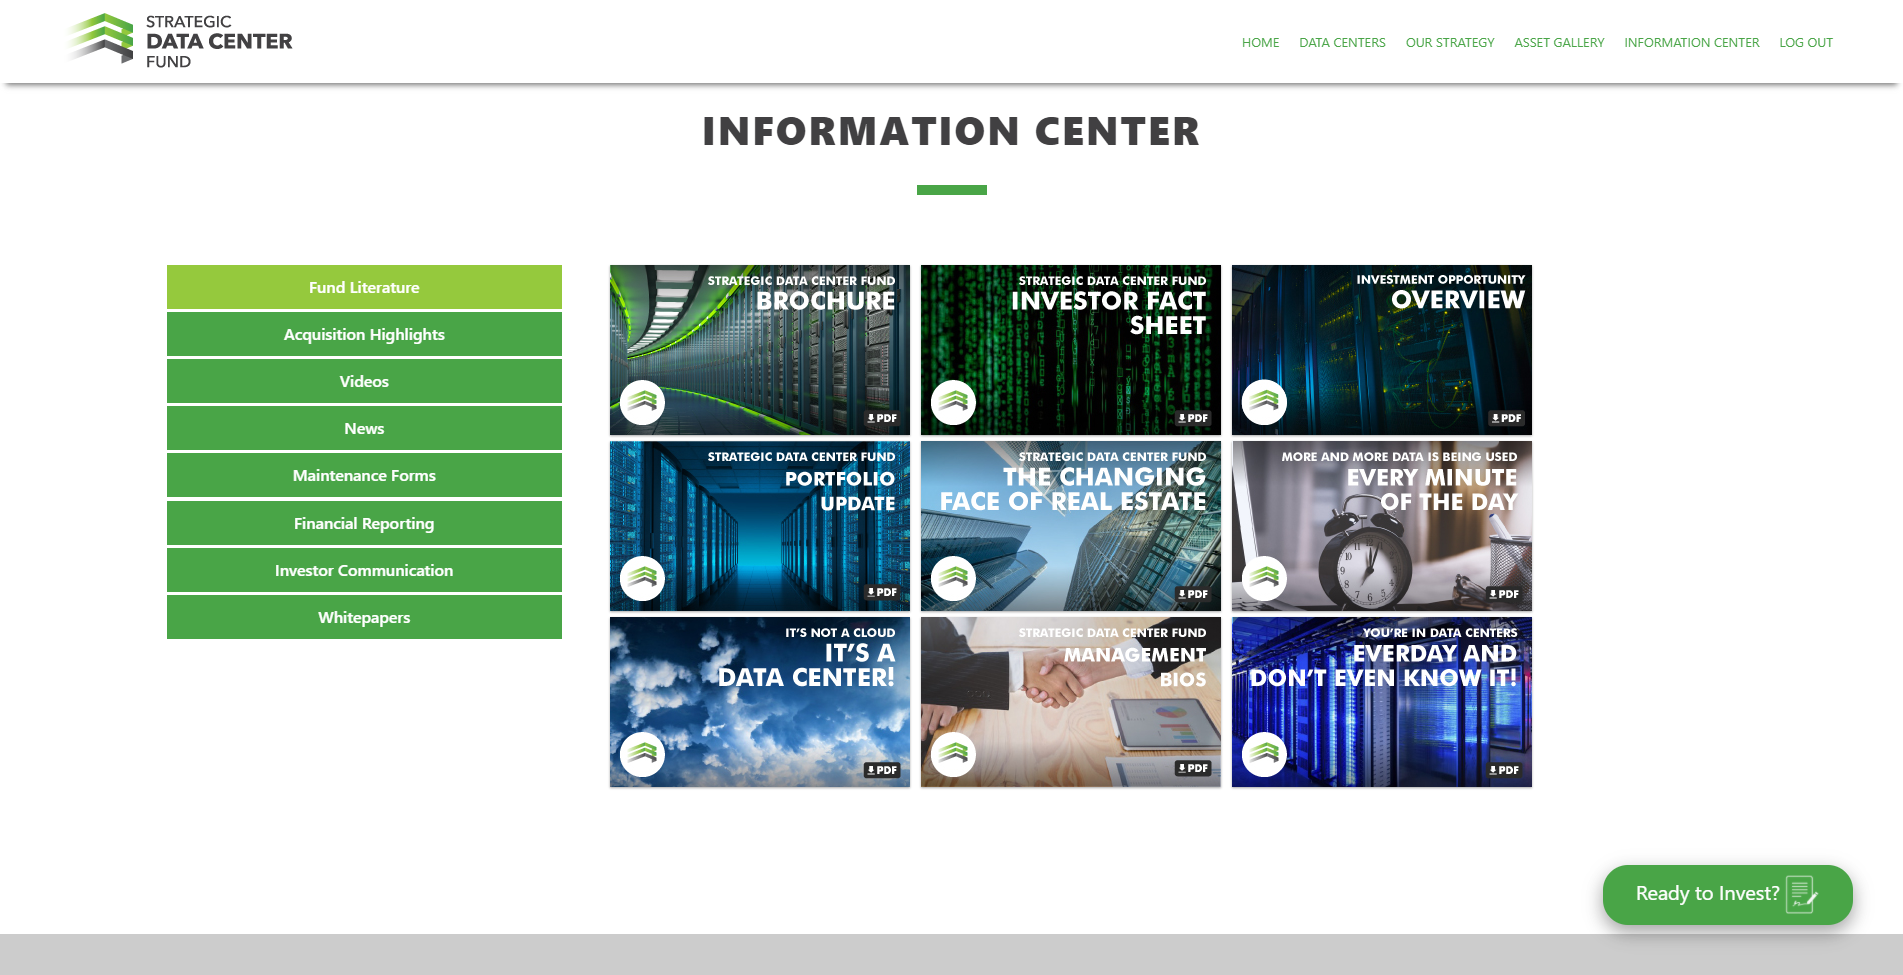 STRATEGIC
DATA CENTER
FUND
HOME
DATA CENTERS
OUR STRATEGY
ASSET GALLERY
INFORMATION CENTER
LOG OUT
INFORMATION CENTER
Fund Literature
Acquisition Highlights
Videos
News
Maintenance Forms
Financial Reporting
Investor Communication
Whitepapers
STRATEGIC DATA CENTER FUND
BROCHURE
PDF
STRATEGIC DATA CENTER FUND
INVESTOR FACT
SHEET
PDF
INVESTMENT OPPORTUNITY
OVERVIEW
PDF
STRATEGIC DATA CENTER FUND
PORTFOLIO
UPDATE
PDF
STRATEGIC DATA CENTER FUND
THE CHANGING
FACE OF REAL ESTATE
PDF
MORE AND MORE DATA IS BEING USED
EVERY MINUTE
OF THE DAY
PDF
IT'S NOT A CLOUD
IT'S A
DATA CENTER!
PDF
STRATEGIC DATA CENTER FUND
MANAGEMENT
BIOS
PDF
YOU'RE IN DATA CENTERS
EVERDAY AND
DON'T EVEN KNOW IT!
PDF
Ready to Invest?